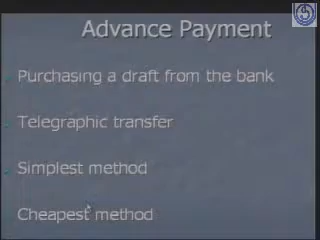 Advance Payment
Purchasing a draft from the bank
Telegraphic transfer
Simplest method
Cheapest method